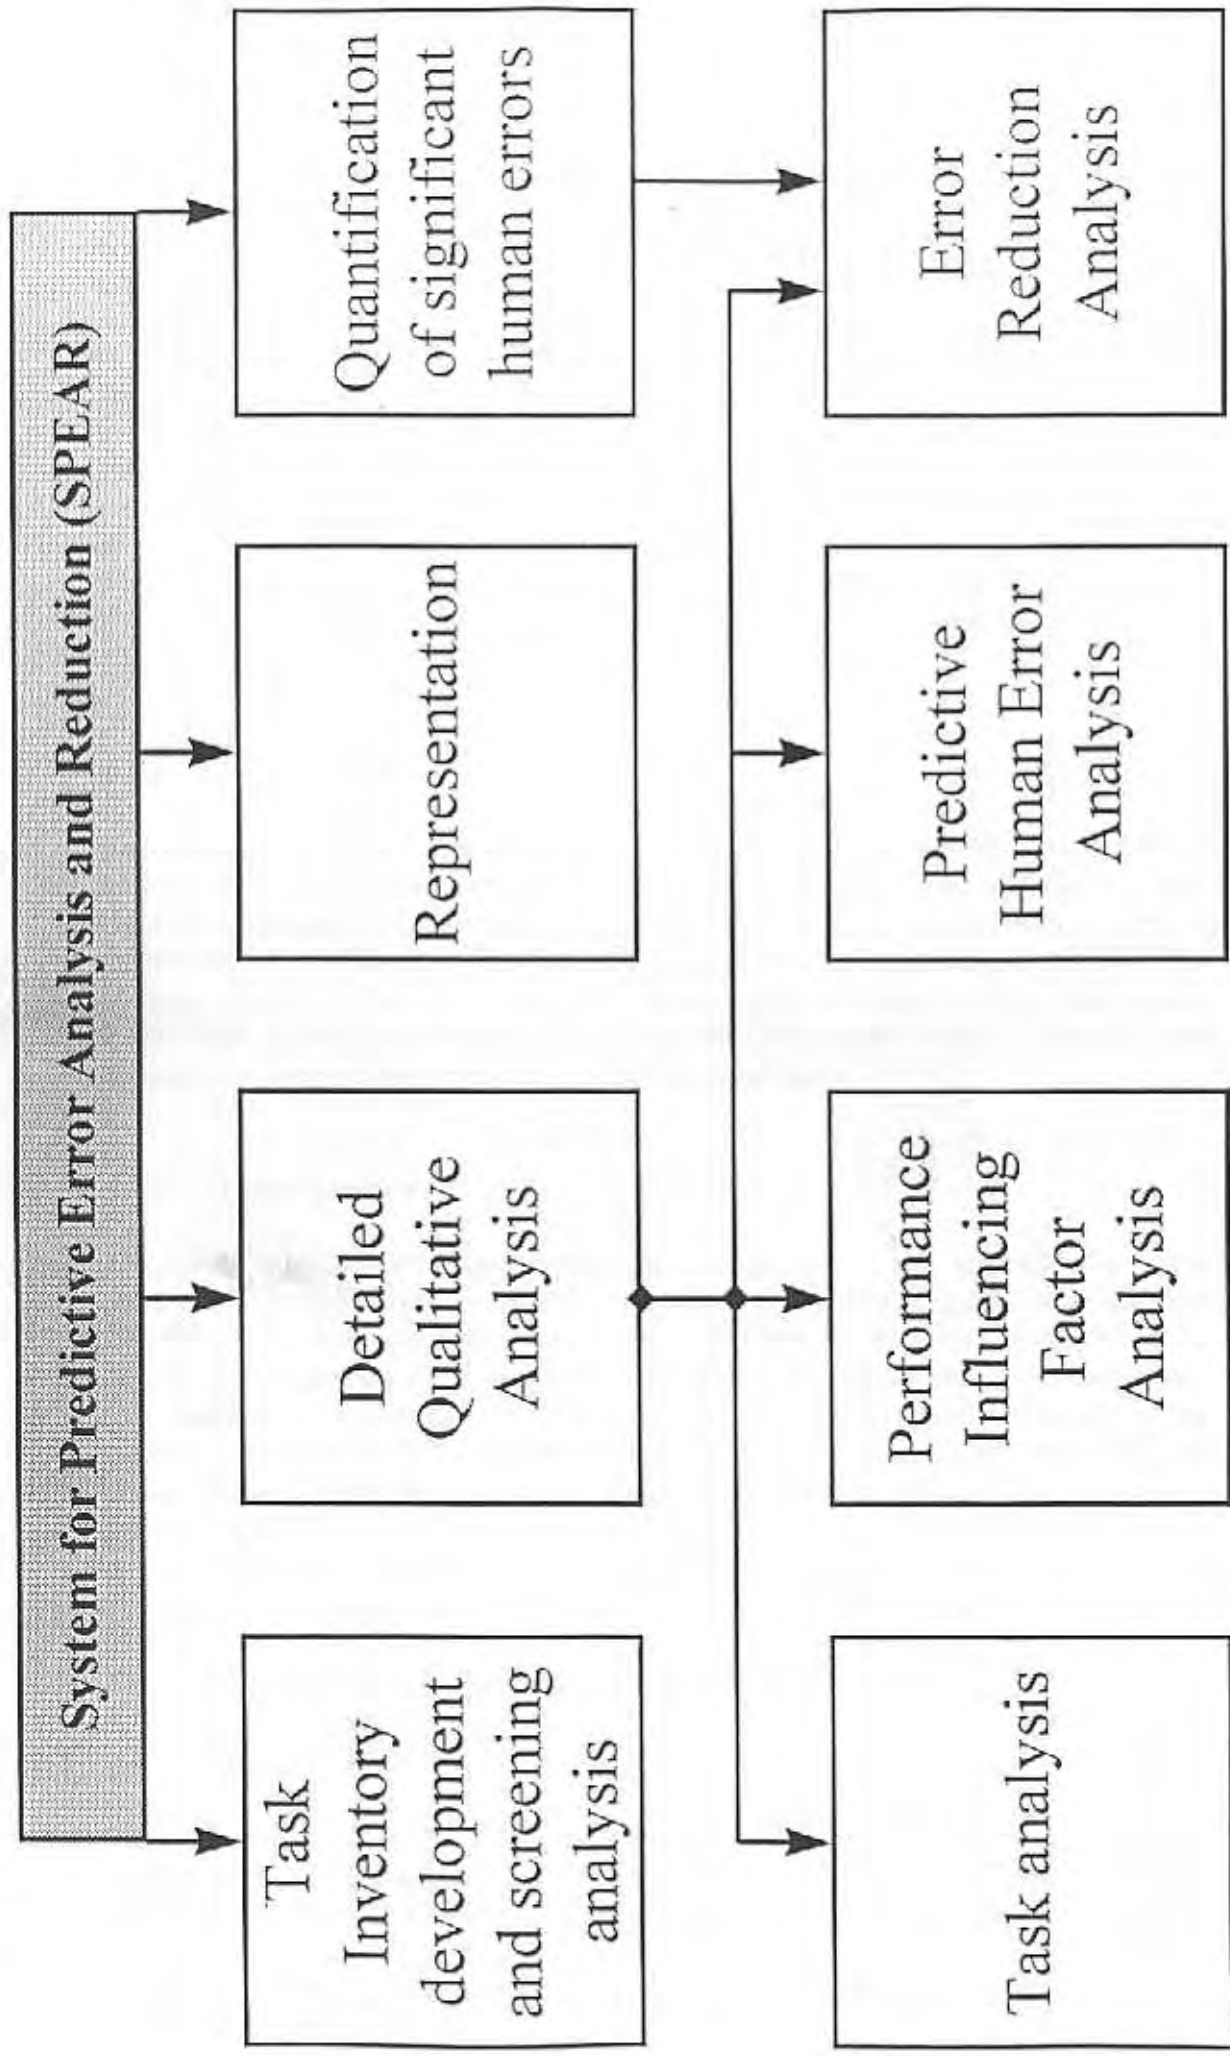 System for Predictive Error Analysis and Reduction (SPEAR)
Task
Inventory
development
and screening
analysis
Detailed
Qualitative
Analysis
Representation
Quantification
of significant
human errors
Task analysis
Performance
Influencing
Factor
Analysis
Predictive
Human Error
Analysis
Error
Reduction
Analysis